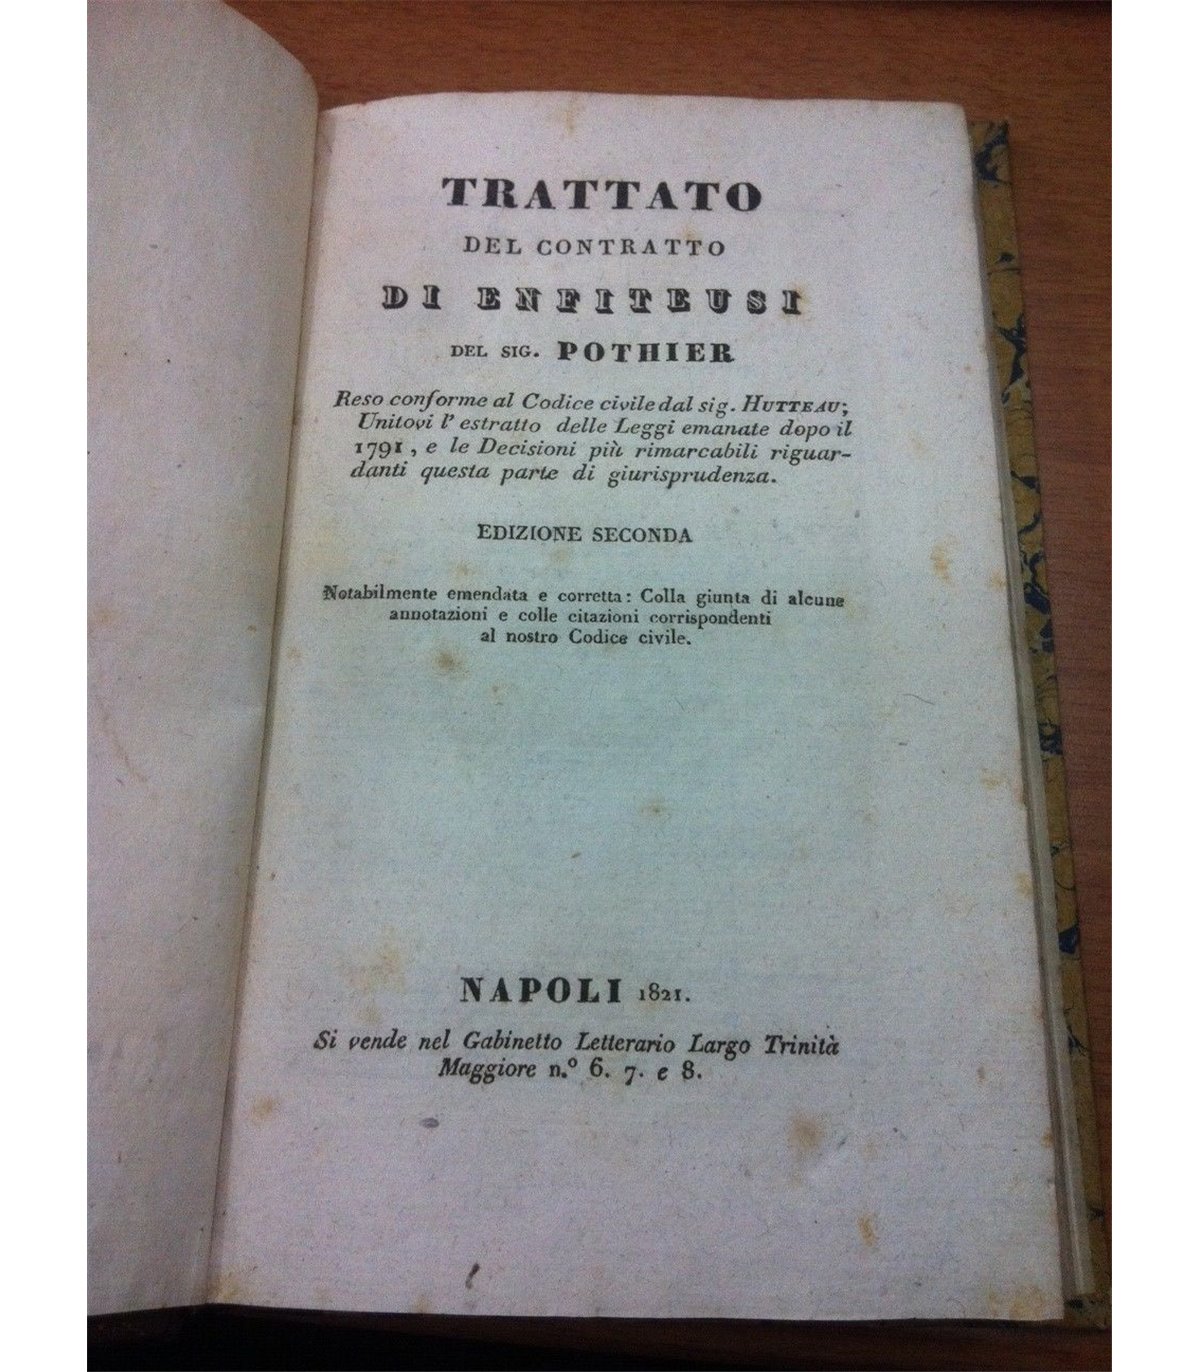 TRATTATO
DEL CONTRATTO
DI ENFITEUSI
DEL SIG. POTHIER
Reso conforme al Codice civile dal sig. HUTTEAU;
Unitovi l' estratto delle Leggi emanate dopo il
1791, e le Decisioni più rimarcabili riguar-
danti questa parte di giurisprudenza.
EDIZIONE SECONDA
Notabilmente emendata e corretta: Colla giunta di alcune
annotazioni e colle citazioni corrispondenti
al nostro Codice civile.
NAPOLI 1821.
Si vende nel Gabinetto Letterario Largo Trinità
Maggiore n.° 6. 7. e 8.